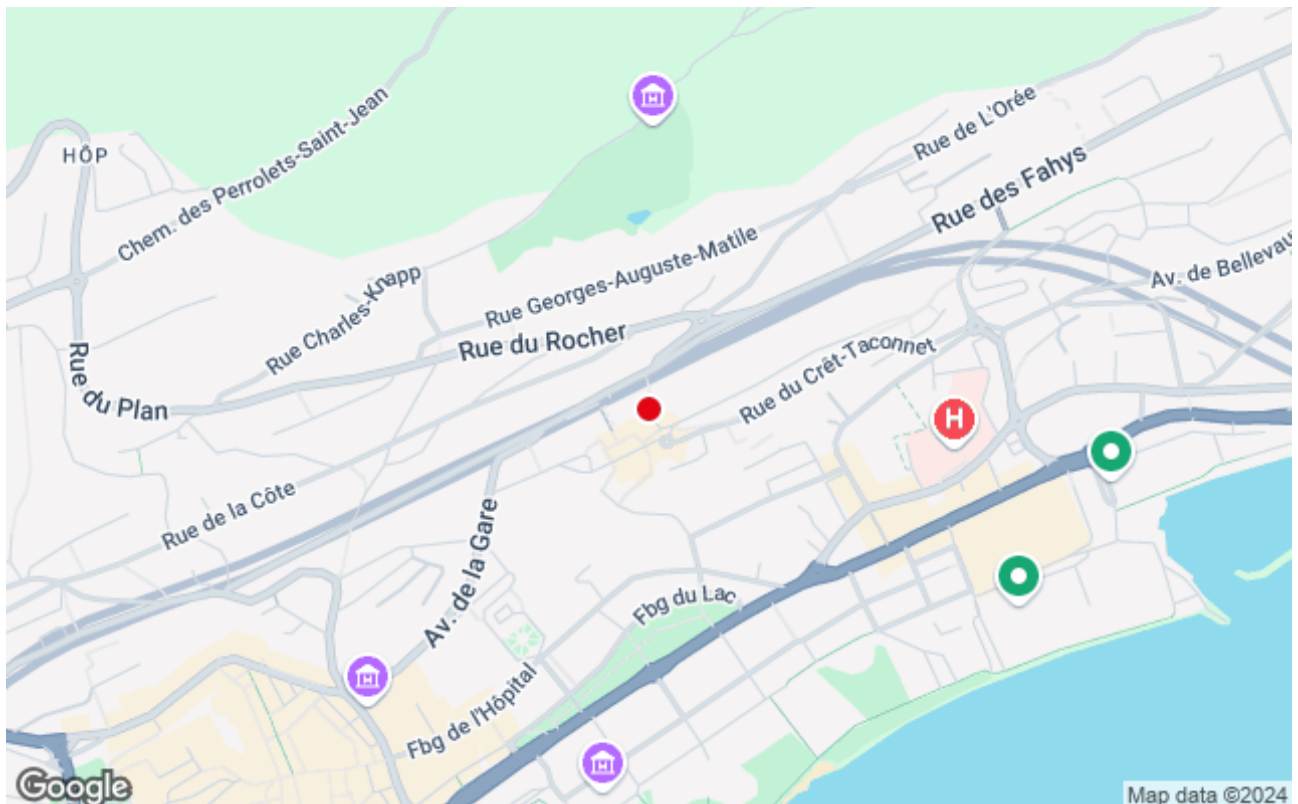 HÔP
Chem. des Perrolets-Saint-Jean
Rue de L'Orée
Rue des Fahys
Rue Georges-Auguste-Matile
Av. de Bellevau
Rue Charles-Knapp
Rue du Rocher
Rue du Plan
Rue du Crêt-Taconnet
H
Rue de la Côte
Av. de la Gare
Fbg du Lac
Fbg de l'Hôpital
Google
Map data ©2024